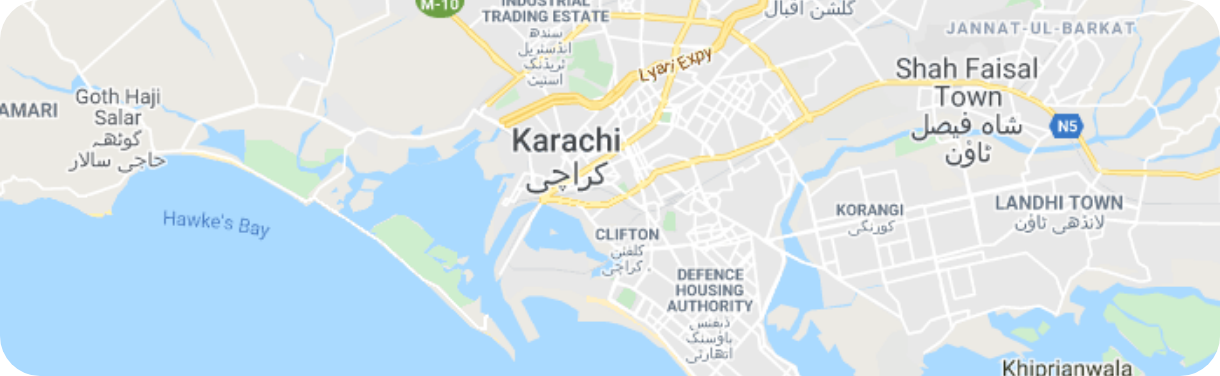 M-10
INDUSTRIAL
TRADING ESTATE
سندھ
انڈسٹریل
ٹریڈنگ
اسٹیٹ
گلشن اقبال
JANNAT-UL-BARKAT
Lyari Expy
Shah Faisal
Town
شاہ فیصل
ٹاؤن
N5
AMARI
Goth Haji
Salar
گوٹھہ
حاجی سالار
Karachi
کراچی
Hawke's Bay
CLIFTON
کلفٹن
، کراچی
KORANGI
کورنگی
LANDHI TOWN
لانڈھی ٹاؤن
DEFENCE
HOUSING
AUTHORITY
ڈیفنس
ہاؤسنگ
اتھارٹی
Khiprianwala